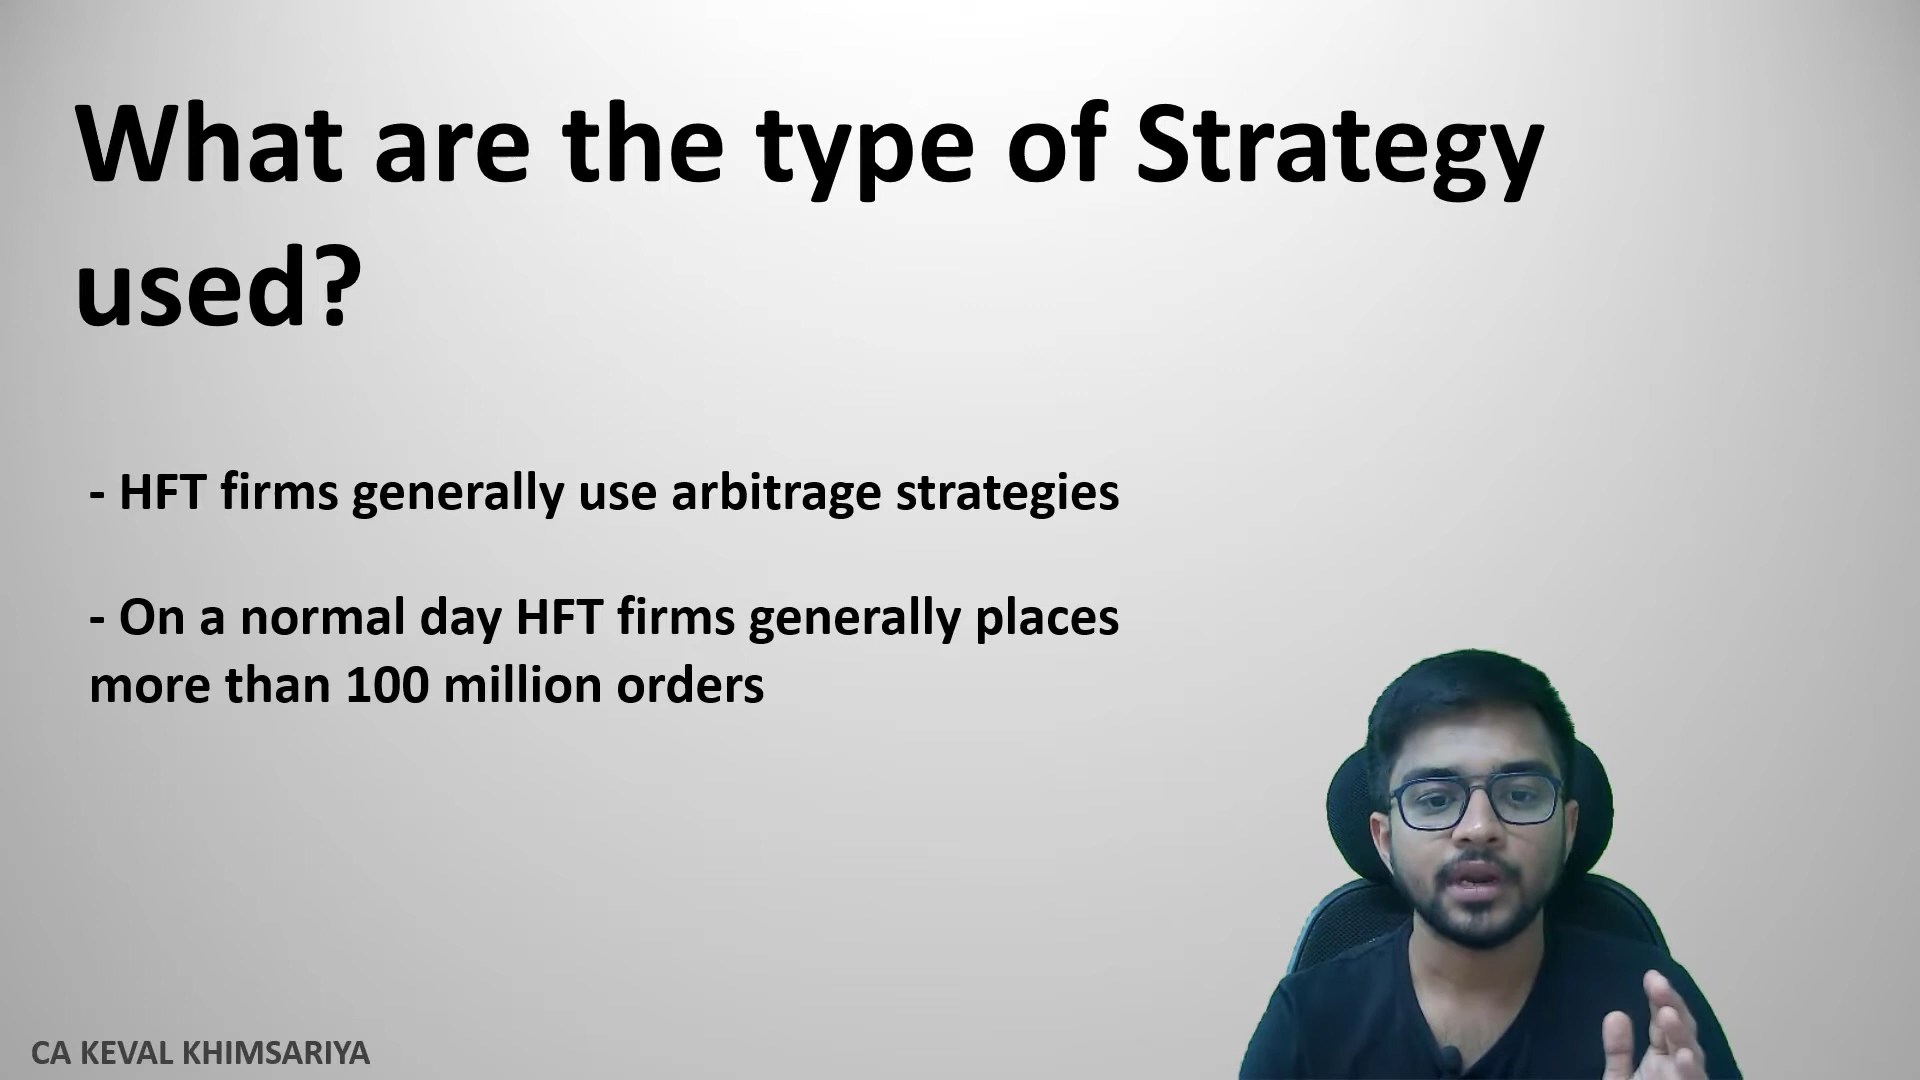 What are the type of Strategy
used?
- HFT firms generally use arbitrage strategies
- On a normal day HFT firms generally places
more than 100 million orders
CA KEVAL KHIMSARIYA